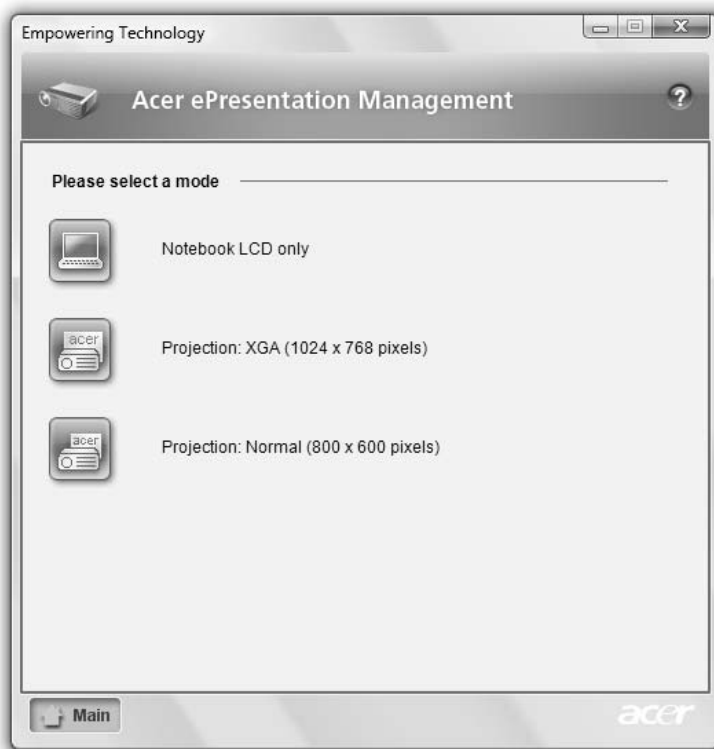 Empowering Technology
Acer ePresentation Management
?
Please select a mode
Notebook LCD only
acer
Projection: XGA (1024 x 768 pixels)
acer
Projection: Normal (800 x 600 pixels)
Main
acer